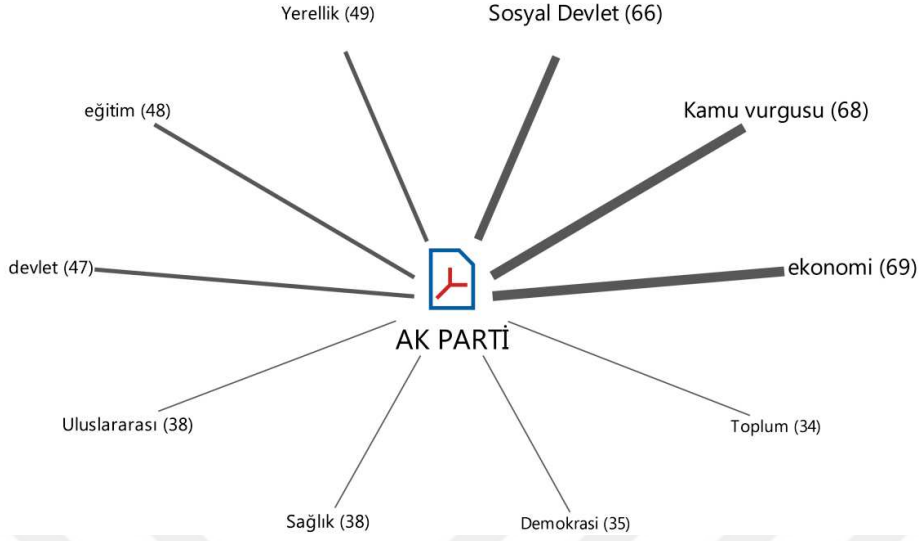 Yerellik (49)
Sosyal Devlet (66)
eğitim (48)
Kamu vurgusu (68)
devlet (47)
ekonomi (69)
AK PARTİ
Uluslararası (38)
Toplum (34)
Sağlık (38)
Demokrasi (35)